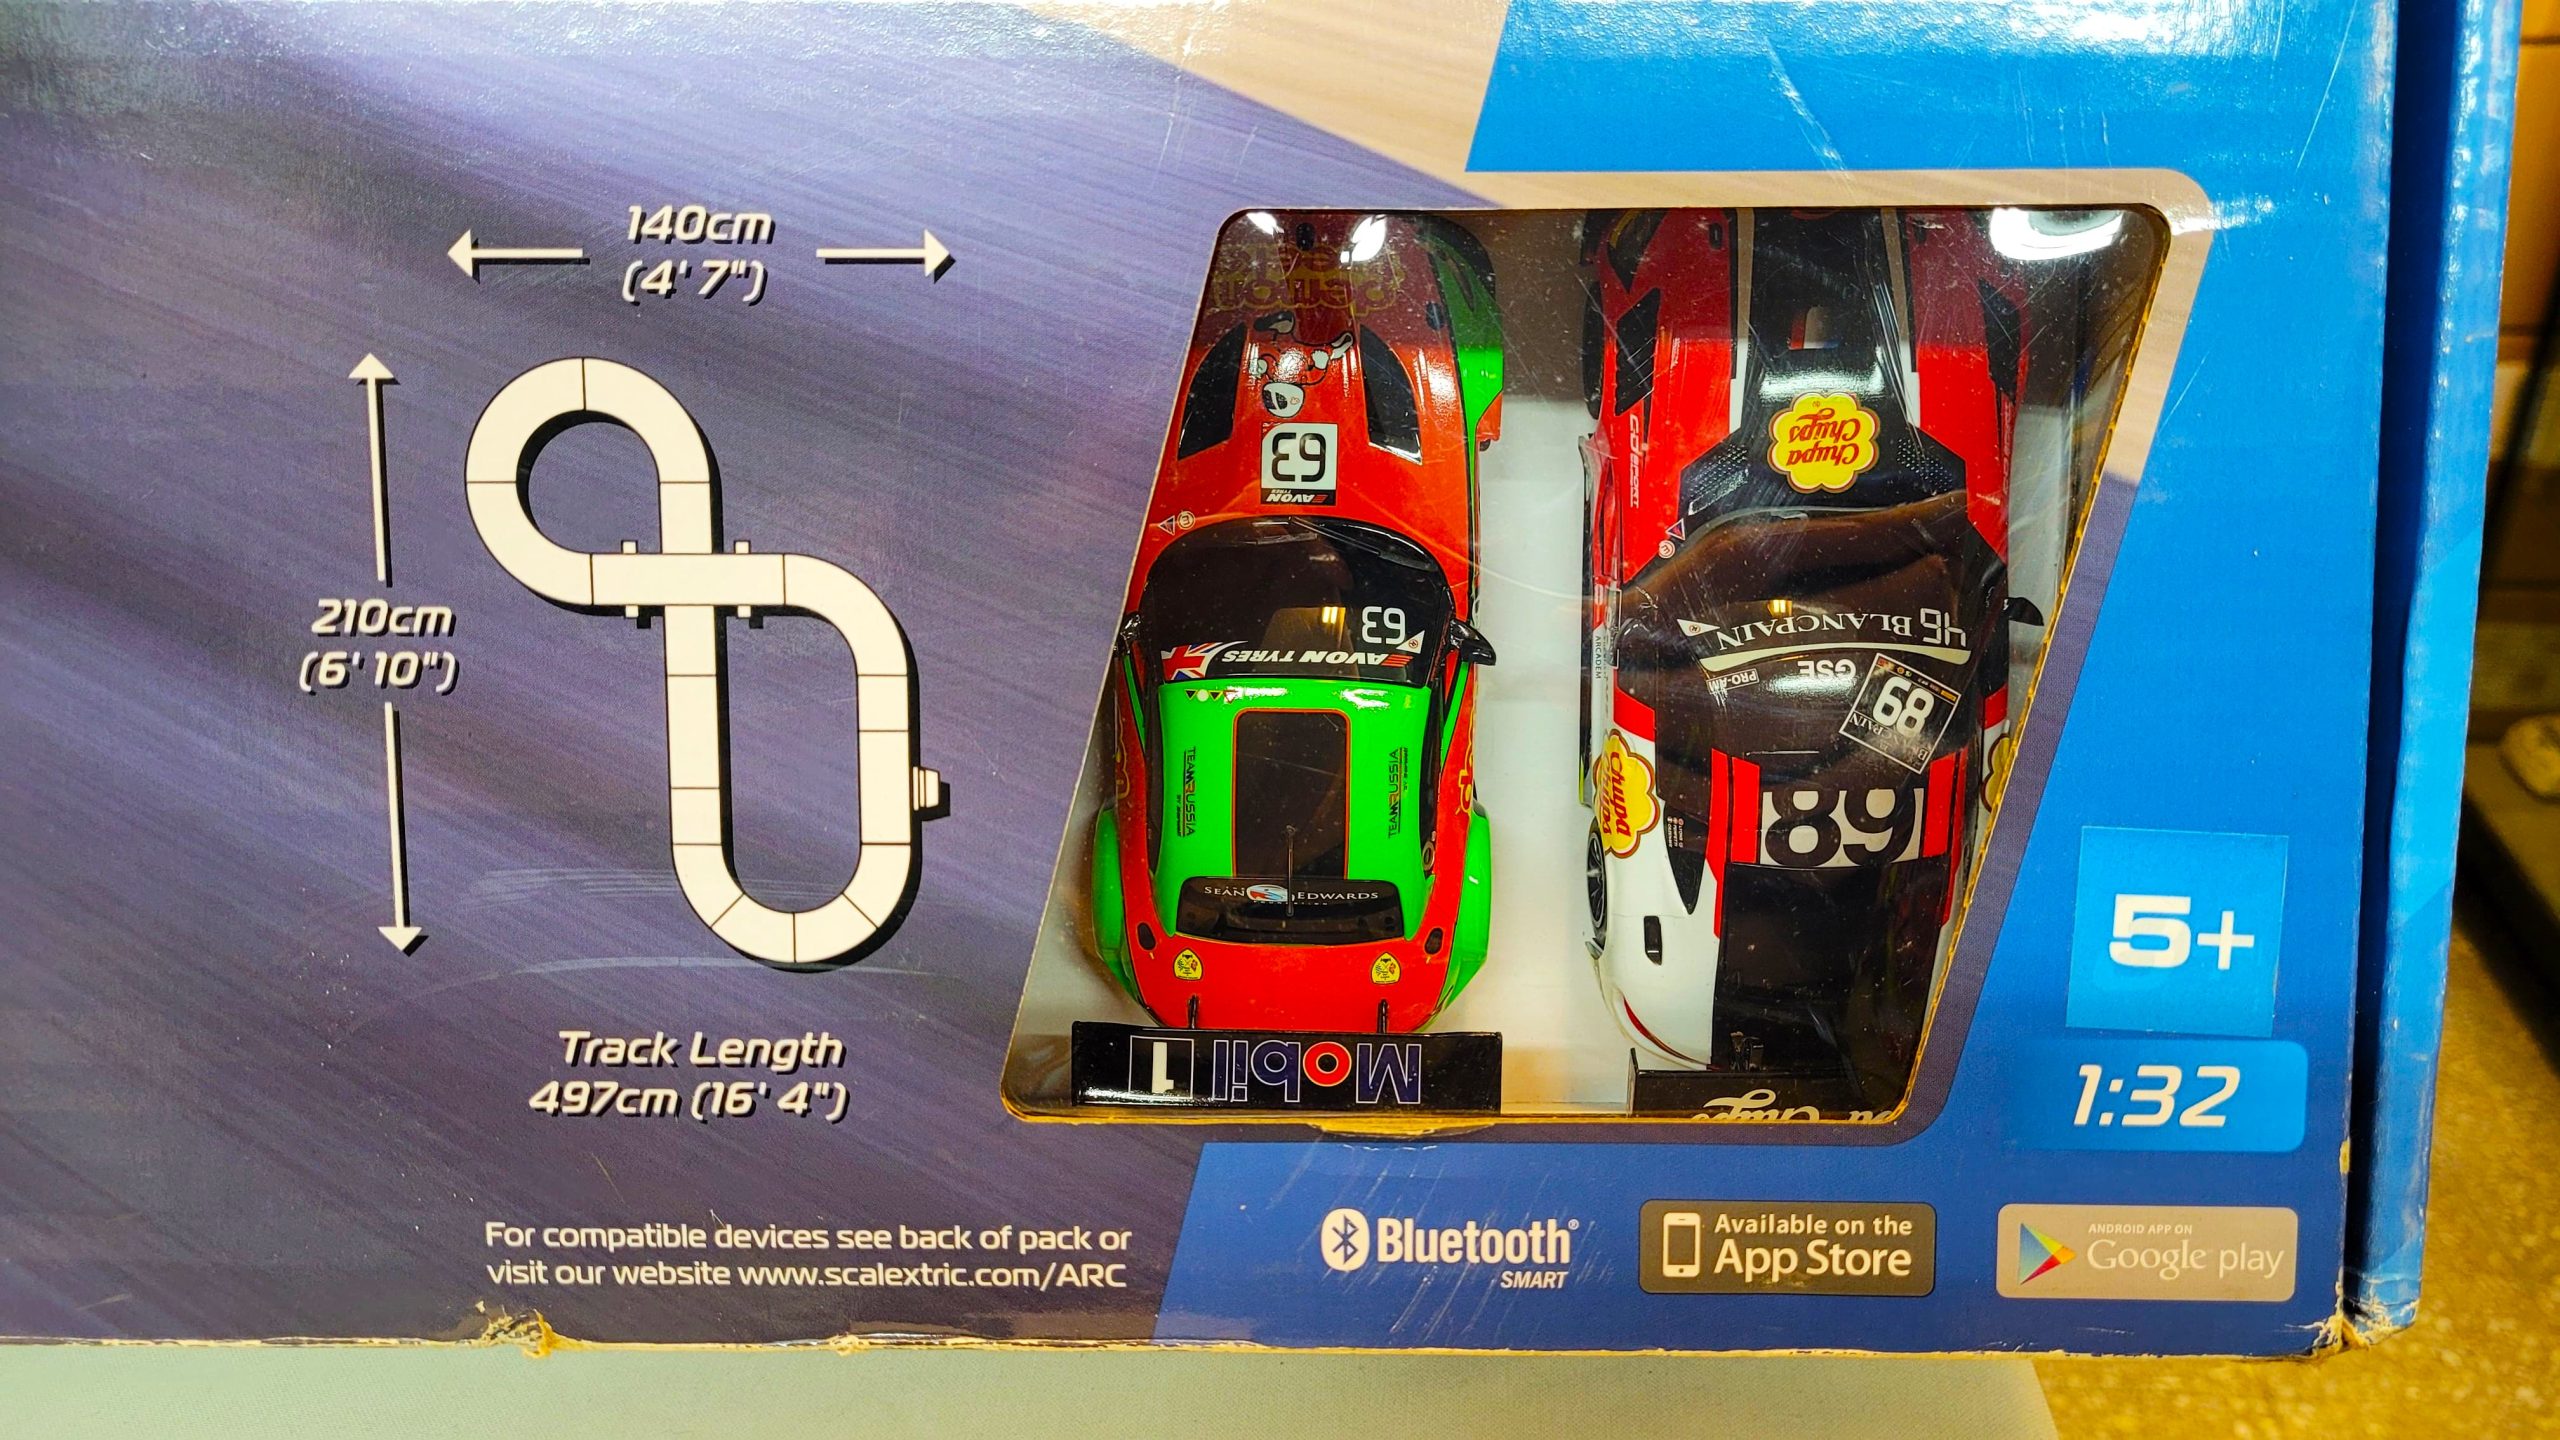 140cm
(4' 7")
210cm
(6' 10")
Track Length
497cm (16' 4")
For compatible devices see back of pack or
visit our website www.scalextric.com/ARC
63
AVON
TYRES
63
AVON TYRES
TEAMRUSSIA
TEAMRUSSIA
SEAN EDWARDS
Mobil 1
Chupa
Chups
46 BLANCPAIN
GSE
PRO-AM
89
Chupa
Chups
89
5+
1:32
Bluetooth®
SMART
Available on the
App Store
ANDROID APP ON
Google play